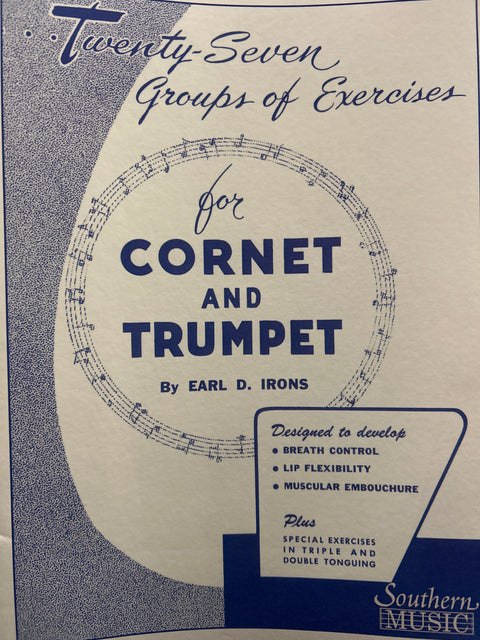 Twenty-Seven
Groups of Exercises
for
CORNET
AND
TRUMPET
By EARL D. IRONS
Designed to develop
• BREATH CONTROL
• LIP FLEXIBILITY
• MUSCULAR EMBOUCHURE
Plus
SPECIAL EXERCISES
IN TRIPLE AND
DOUBLE TONGUING
Southern
MUSIC